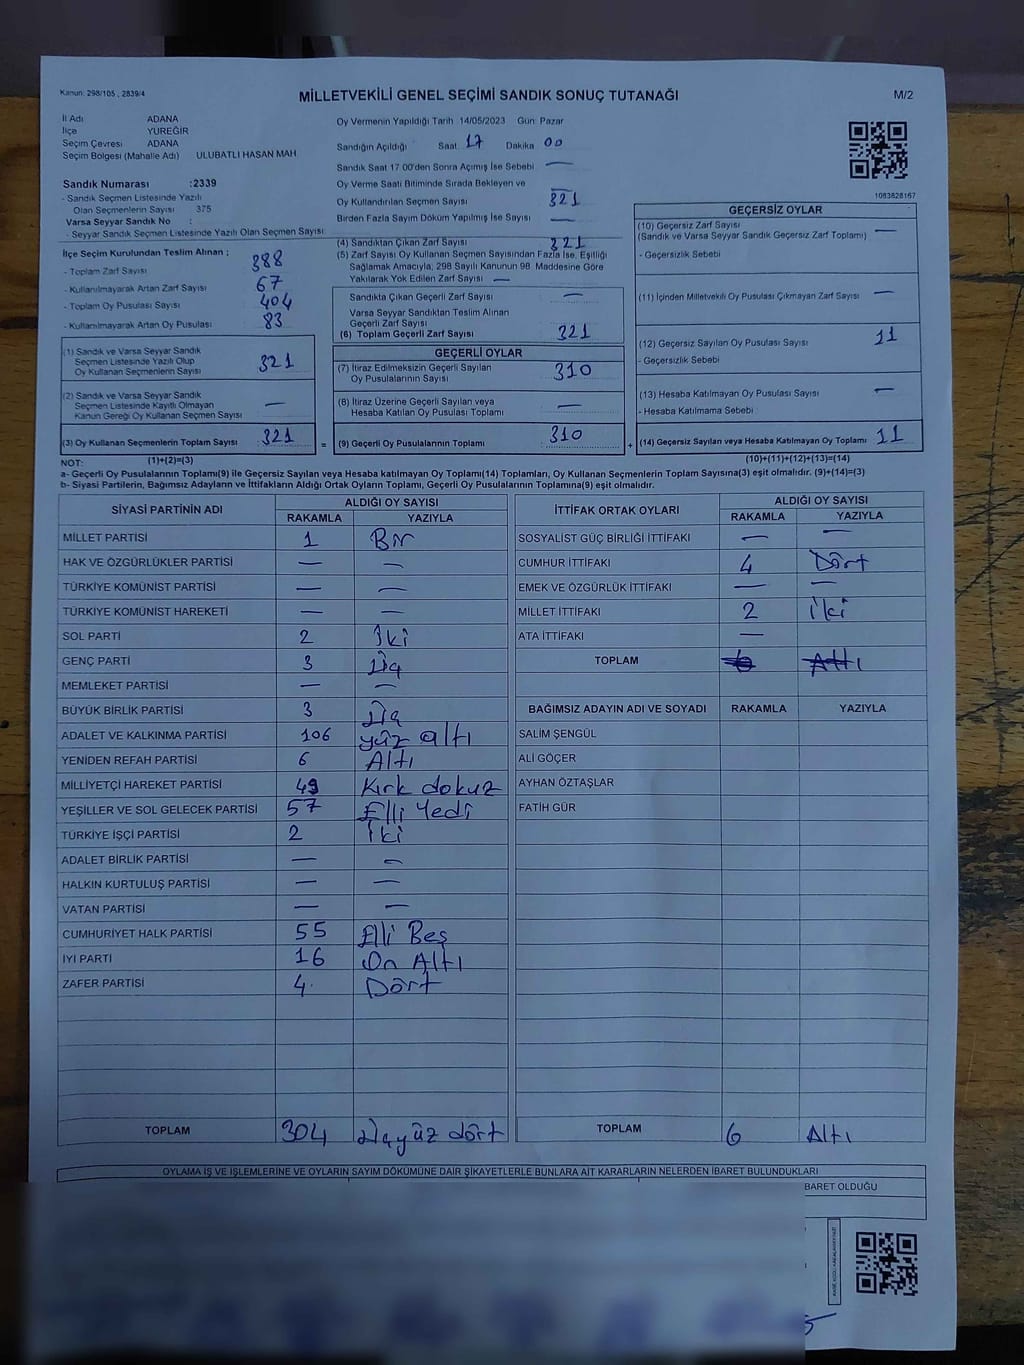 Kanun: 298/105 , 2839/4
MİLLETVEKİLİ GENEL SEÇİMİ SANDIK SONUÇ TUTANAĞI
M/2
İl Adı ADANA
İlçe YÜREĞİR
Seçim Çevresi ADANA
Seçim Bölgesi (Mahalle Adı) ULUBATLI HASAN MAH.
Sandık Numarası :2339
- Sandık Seçmen Listesinde Yazılı
Olan Seçmenlerin Sayısı 375
Varsa Seyyar Sandık No :
- Seyyar Sandık Seçmen Listesinde Yazılı Olan Seçmen Sayısı:
Oy Vermenin Yapıldığı Tarih 14/05/2023 Gün: Pazar
Sandığın Açıldığı Saat 17 Dakika 00
Sandık Saat 17:00'den Sonra Açımış İse Sebebi —
Oy Verme Saati Bitiminde Sırada Bekleyen ve
Oy Kullandırılan Seçmen Sayısı 321
Birden Fazla Sayım Döküm Yapılmış İse Sayısı —
1083828167
İlçe Seçim Kurulundan Teslim Alınan ;
- Toplam Zarf Sayısı 388
- Kullanılmayarak Artan Zarf Sayısı 67
- Toplam Oy Pusulası Sayısı 404
- Kullanılmayarak Artan Oy Pusulası 83
(1) Sandık ve Varsa Seyyar Sandık
Seçmen Listesinde Yazılı Olup
Oy Kullanan Seçmenlerin Sayısı 321
(2) Sandık ve Varsa Seyyar Sandık
Seçmen Listesinde Kayıtlı Olmayan
Kanun Gereği Oy Kullanan Seçmen Sayısı —
(3) Oy Kullanan Seçmenlerin Toplam Sayısı 321 =
(1)+(2)=(3)
(4) Sandıktan Çıkan Zarf Sayısı 321
(5) Zarf Sayısı Oy Kullanan Seçmen Sayısından Fazla İse, Eşitliği
Sağlamak Amacıyla, 298 Sayılı Kanunun 98. Maddesine Göre
Yakılarak Yok Edilen Zarf Sayısı —
Sandıkta Çıkan Geçerli Zarf Sayısı —
Varsa Seyyar Sandıktan Teslim Alınan
Geçerli Zarf Sayısı
(6) Toplam Geçerli Zarf Sayısı 321
GEÇERLİ OYLAR
(7) İtiraz Edilmeksizin Geçerli Sayılan
Oy Pusulalarının Sayısı 310
(8) İtiraz Üzerine Geçerli Sayılan veya
Hesaba Katılan Oy Pusulası Toplamı —
(9) Geçerli Oy Pusulalarının Toplamı 310 +
GEÇERSİZ OYLAR
(10) Geçersiz Zarf Sayısı
(Sandık ve Varsa Seyyar Sandık Geçersiz Zarf Toplamı) —
- Geçersizlik Sebebi
(11) İçinden Milletvekili Oy Pusulası Çıkmayan Zarf Sayısı —
(12) Geçersiz Sayılan Oy Pusulası Sayısı 11
- Geçersizlik Sebebi
(13) Hesaba Katılmayan Oy Pusulası Sayısı —
- Hesaba Katılmama Sebebi
(14) Geçersiz Sayılan veya Hesaba Katılmayan Oy Toplamı 11
(10)+(11)+(12)+(13)=(14)
NOT:
a- Geçerli Oy Pusulalarının Toplamı(9) ile Geçersiz Sayılan veya Hesaba katılmayan Oy Toplamı(14) Toplamları, Oy Kullanan Seçmenlerin Toplam Sayısına(3) eşit olmalıdır. (9)+(14)=(3)
b- Siyasi Partilerin, Bağımsız Adayların ve İttifakların Aldığı Ortak Oyların Toplamı, Geçerli Oy Pusulalarının Toplamına(9) eşit olmalıdır.
SİYASİ PARTİNİN ADI ALDIĞI OY SAYISI
RAKAMLA YAZIYLA
MİLLET PARTİSİ 1 Bir
HAK VE ÖZGÜRLÜKLER PARTİSİ — —
TÜRKİYE KOMÜNİST PARTİSİ — —
TÜRKİYE KOMÜNİST HAREKETİ — —
SOL PARTİ 2 İki
GENÇ PARTİ 3 Üç
MEMLEKET PARTİSİ — —
BÜYÜK BİRLİK PARTİSİ 3 Üç
ADALET VE KALKINMA PARTİSİ 106 yüz altı
YENİDEN REFAH PARTİSİ 6 Altı
MİLLİYETÇİ HAREKET PARTİSİ 49 Kırk dokuz
YEŞİLLER VE SOL GELECEK PARTİSİ 57 Elli Yedi
TÜRKİYE İŞÇİ PARTİSİ 2 İki
ADALET BİRLİK PARTİSİ — —
HALKIN KURTULUŞ PARTİSİ — —
VATAN PARTİSİ — —
CUMHURİYET HALK PARTİSİ 55 Elli Beş
İYİ PARTİ 16 On Altı
ZAFER PARTİSİ 4 Dört
TOPLAM 304 Üçyüz dört
İTTİFAK ORTAK OYLARI ALDIĞI OY SAYISI
RAKAMLA YAZIYLA
SOSYALİST GÜÇ BİRLİĞİ İTTİFAKI — —
CUMHUR İTTİFAKI 4 Dört
EMEK VE ÖZGÜRLÜK İTTİFAKI — —
MİLLET İTTİFAKI 2 İki
ATA İTTİFAKI —
TOPLAM 6 Altı
BAĞIMSIZ ADAYIN ADI VE SOYADI RAKAMLA YAZIYLA
SALİM ŞENGÜL
ALİ GÖÇER
AYHAN ÖZTAŞLAR
FATİH GÜR
TOPLAM 6 Altı
OYLAMA İŞ VE İŞLEMLERİNE VE OYLARIN SAYIM DÖKÜMÜNE DAİR ŞİKAYETLERLE BUNLARA AİT KARARLARIN NELERDEN İBARET BULUNDUKLARI
BARET OLDUĞU